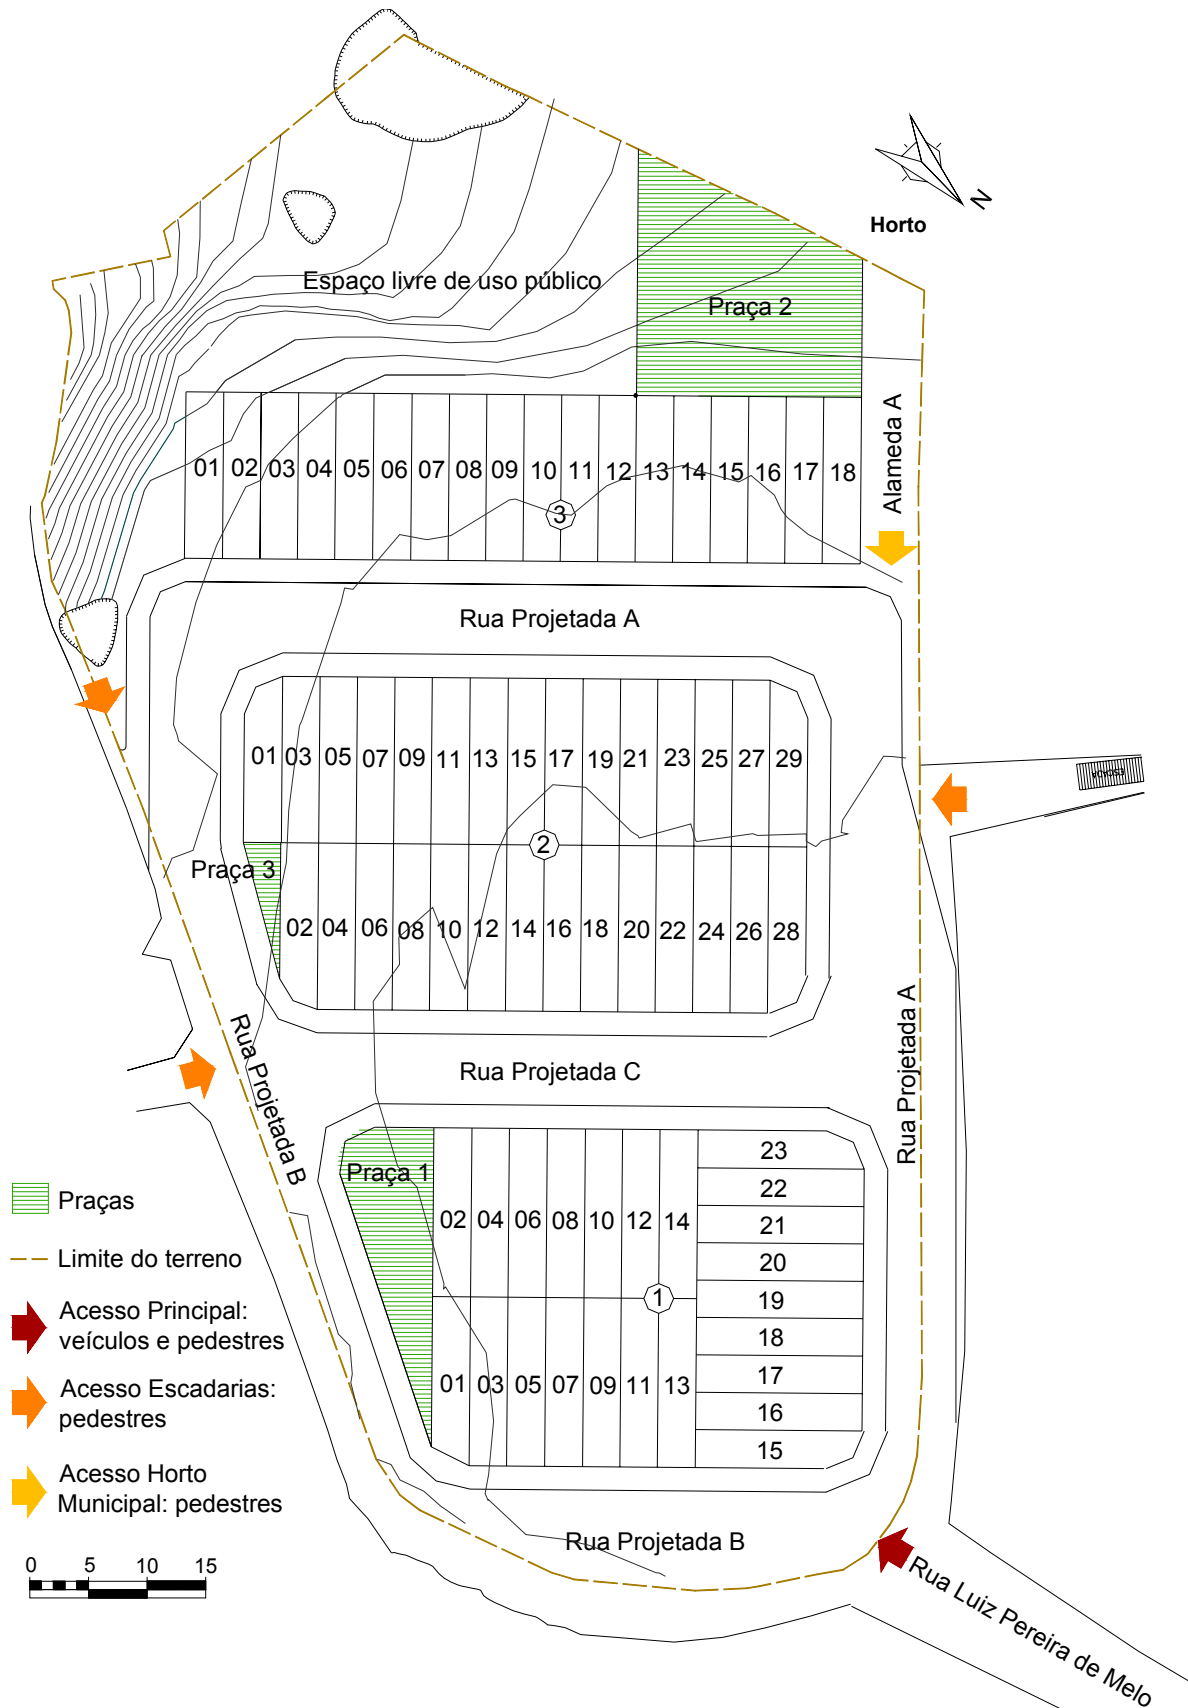 N
Horto
Espaço livre de uso público
Praça 2
Alameda A
01 02 03 04 05 06 07 08 09 10 11 12 13 14 15 16 17 18
3
Rua Projetada A
01 03 05 07 09 11 13 15 17 19 21 23 25 27 29
ESCADA
2
Praça 3
02 04 06 08 10 12 14 16 18 20 22 24 26 28
Rua Projetada B
Rua Projetada C
Rua Projetada A
Praça 1
02 04 06 08 10 12 14
23
22
21
20
19
18
17
16
15
1
01 03 05 07 09 11 13
Praças
Limite do terreno
Acesso Principal:
veículos e pedestres
Acesso Escadarias:
pedestres
Acesso Horto
Municipal: pedestres
0 5 10 15
Rua Projetada B
Rua Luiz Pereira de Melo